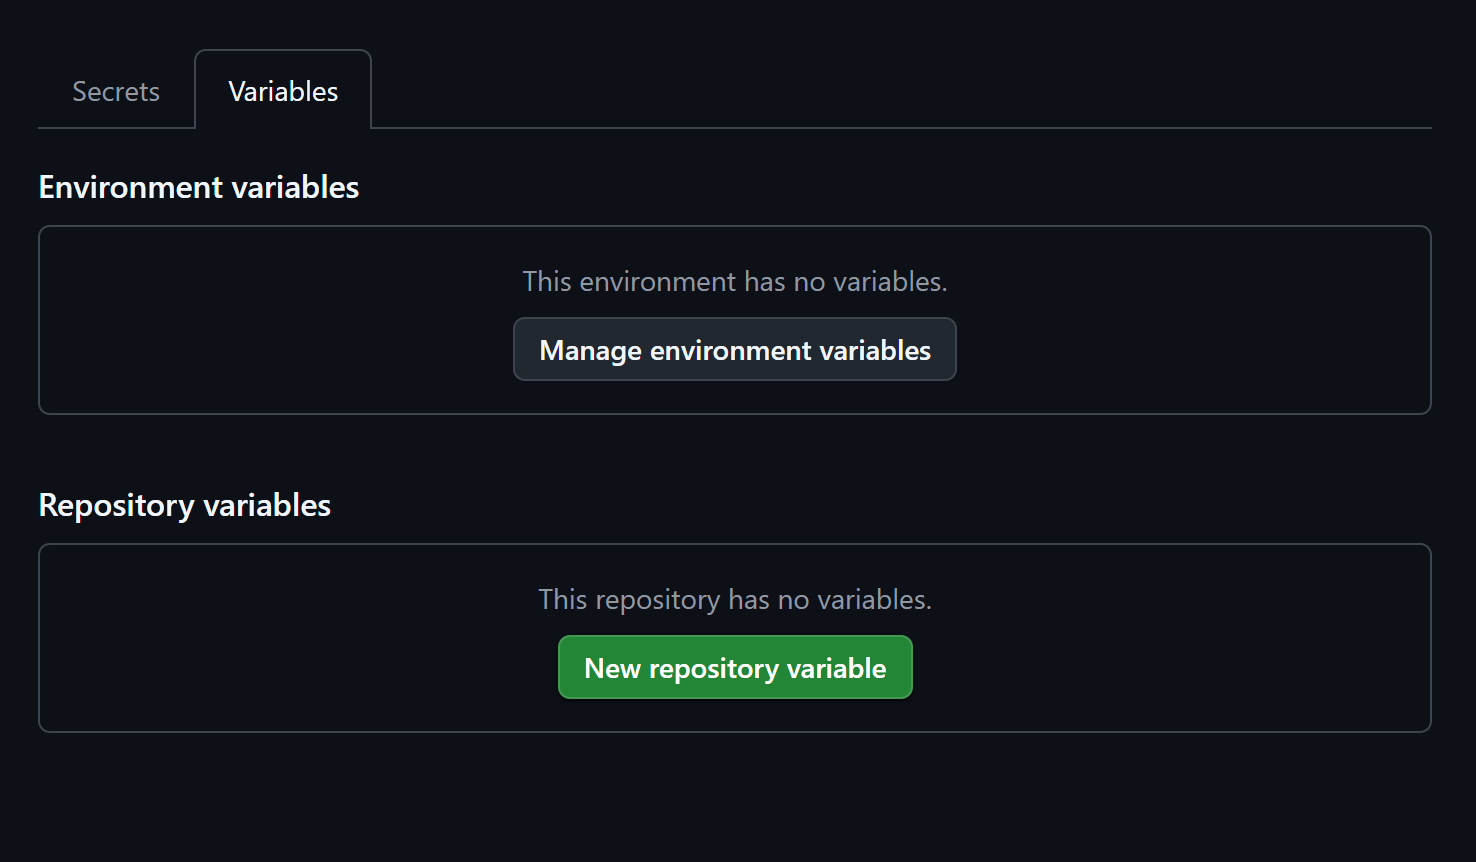 Secrets
Variables
Environment variables
This environment has no variables.
Manage environment variables
Repository variables
This repository has no variables.
New repository variable